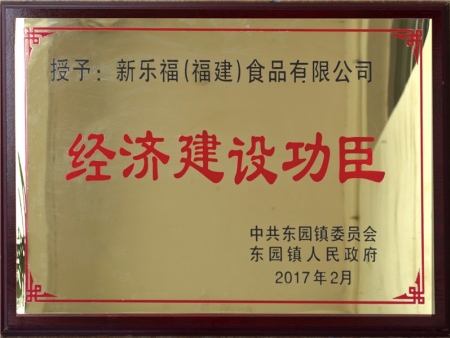 授予：新乐福(福建)食品有限公司
经济建设功臣
中共东园镇委员会
东园镇人民政府
2017年2月